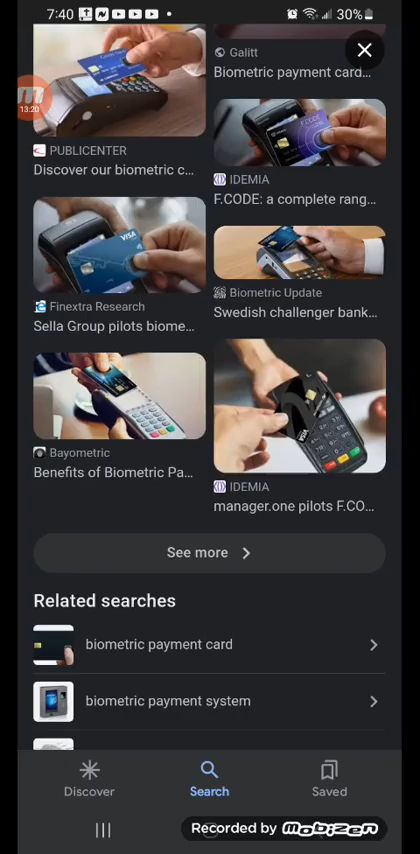 7:40
30%
13:20
PUBLICENTER
Discover our biometric c...
Galitt
Biometric payment card...
IDEMIA
F.CODE: a complete rang...
VISA
Finextra Research
Sella Group pilots biome...
Biometric Update
Swedish challenger bank...
Bayometric
Benefits of Biometric Pa...
VISA
IDEMIA
manager.one pilots F.CO...
See more
Related searches
biometric payment card
biometric payment system
Discover
Search
Saved
Recorded by mobizen